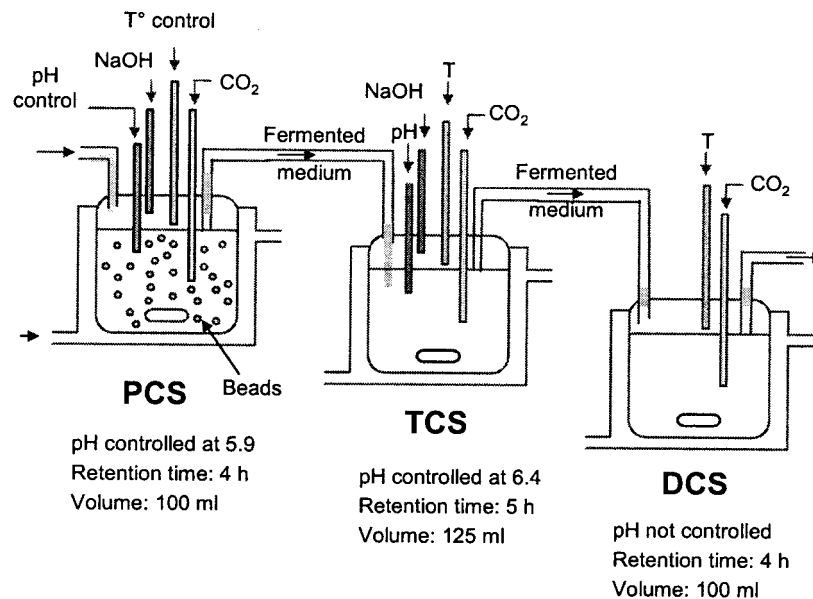 T° control
NaOH
pH
control
CO₂
Fermented
medium
T
NaOH
pH
CO₂
Fermented
medium
T
CO₂
Beads
PCS
pH controlled at 5.9
Retention time: 4 h
Volume: 100 ml
TCS
pH controlled at 6.4
Retention time: 5 h
Volume: 125 ml
DCS
pH not controlled
Retention time: 4 h
Volume: 100 ml